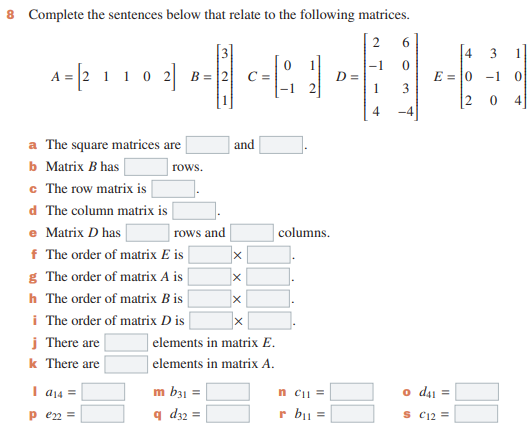 8 Complete the sentences below that relate to the following matrices.
A = [2 1 1 0 2] B = [3; 2; 1] C = [0 1; −1 2] D = [2 6; −1 0; 1 3; 4 −4] E = [4 3 1; 0 −1 0; 2 0 4]
a The square matrices are and .
b Matrix B has rows.
c The row matrix is .
d The column matrix is .
e Matrix D has rows and columns.
f The order of matrix E is × .
g The order of matrix A is × .
h The order of matrix B is × .
i The order of matrix D is × .
j There are elements in matrix E.
k There are elements in matrix A.
l a14 = m b31 = n c11 = o d41 =
p e22 = q d32 = r b11 = s c12 =